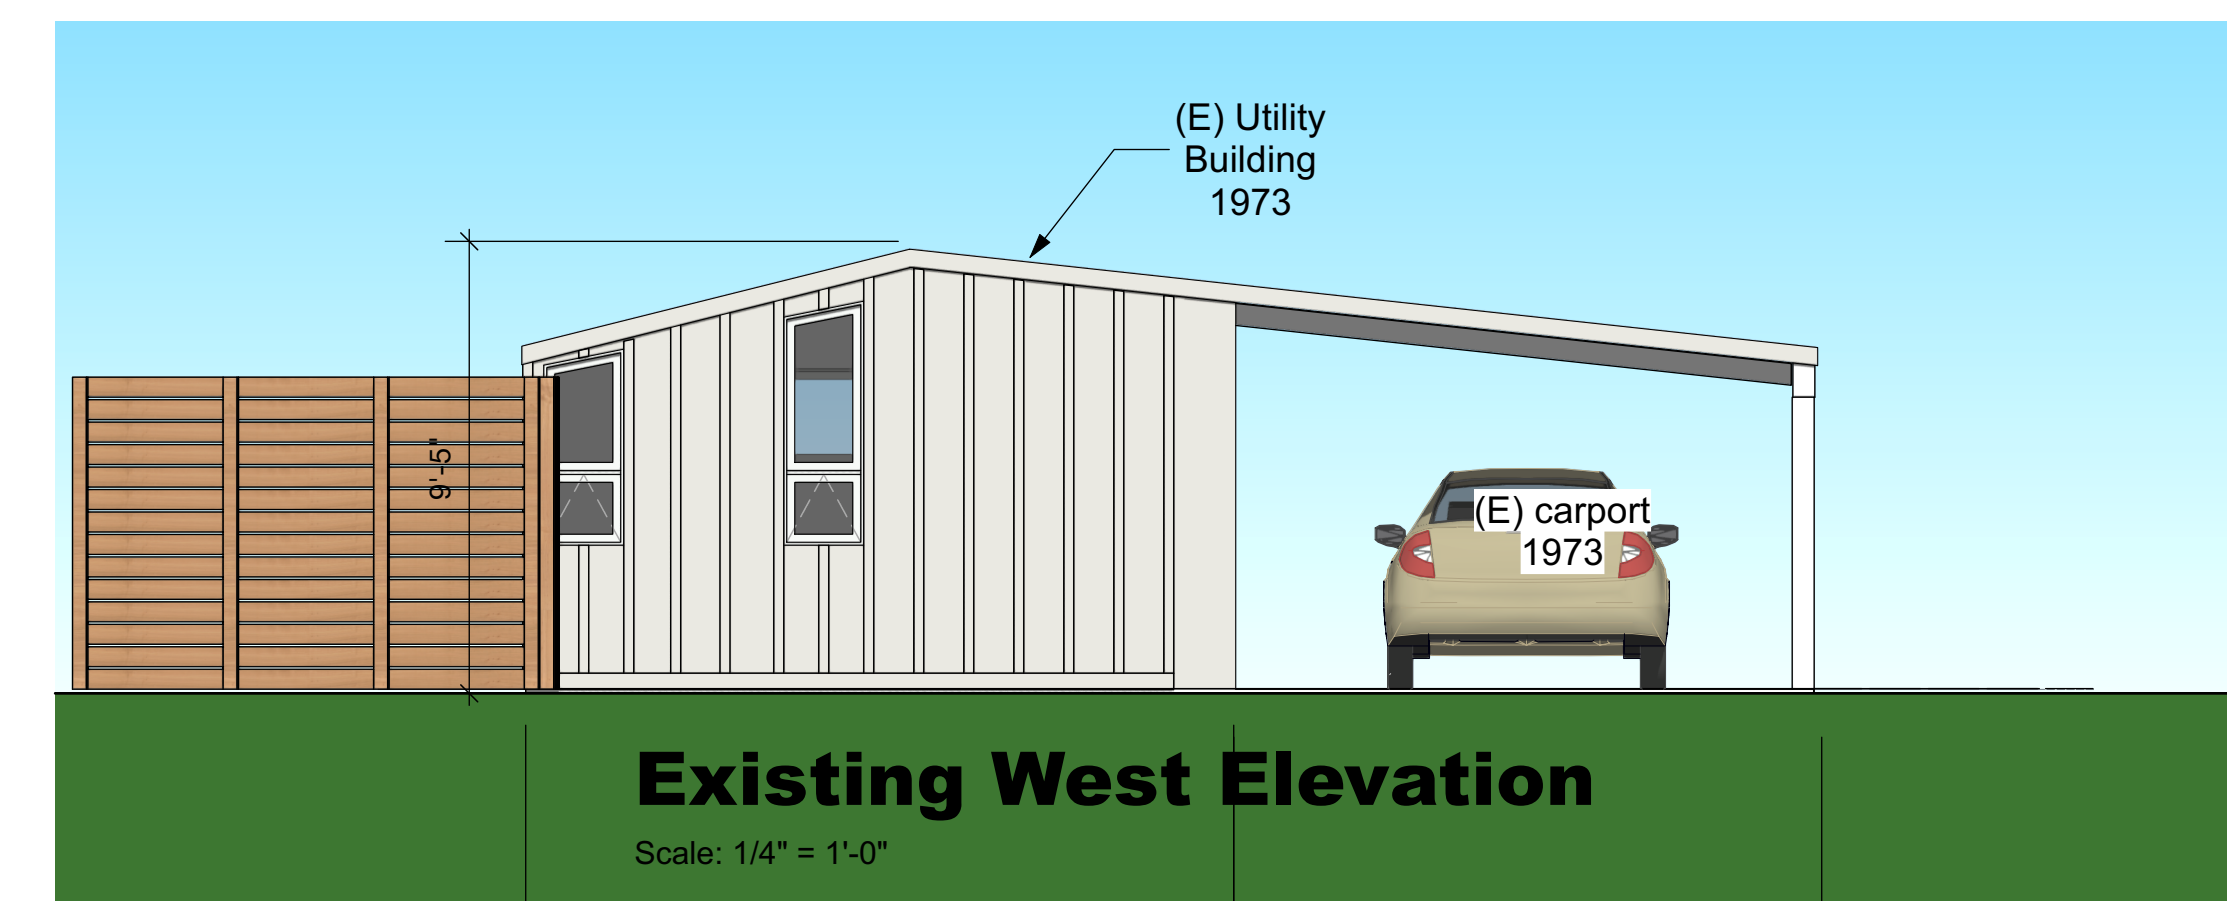 (E) Utility
Building
1973
9'-5"
(E) carport
1973
Existing West Elevation
Scale: 1/4" = 1'-0"